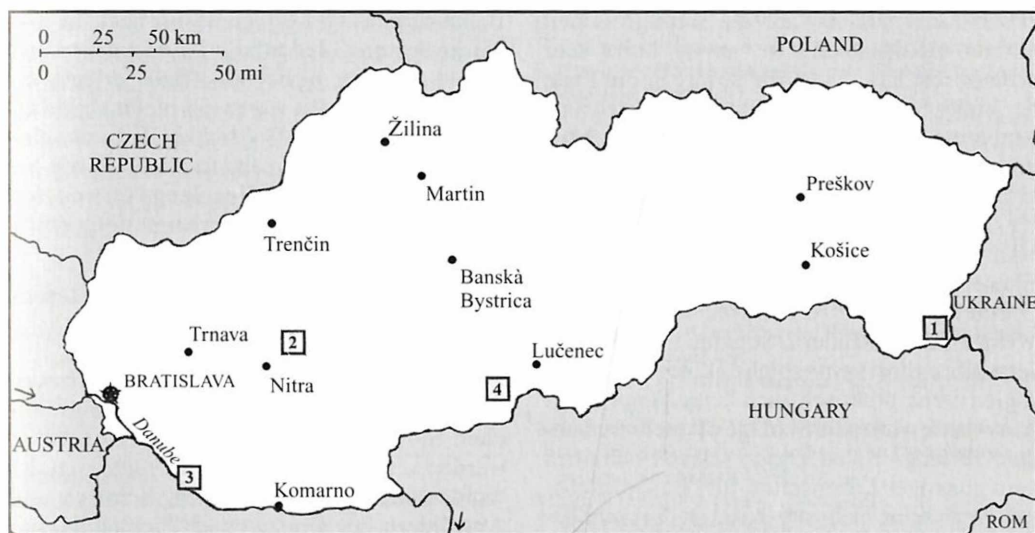 0 25 50 km
0 25 50 mi
POLAND
CZECH
REPUBLIC
Žilina
Martin
Preškov
Trenčin
Košice
Banskà
Bystrica
UKRAINE
1
Trnava
2
Lučenec
BRATISLAVA
Nitra
4
HUNGARY
AUSTRIA
Danube
3
Komarno
ROM